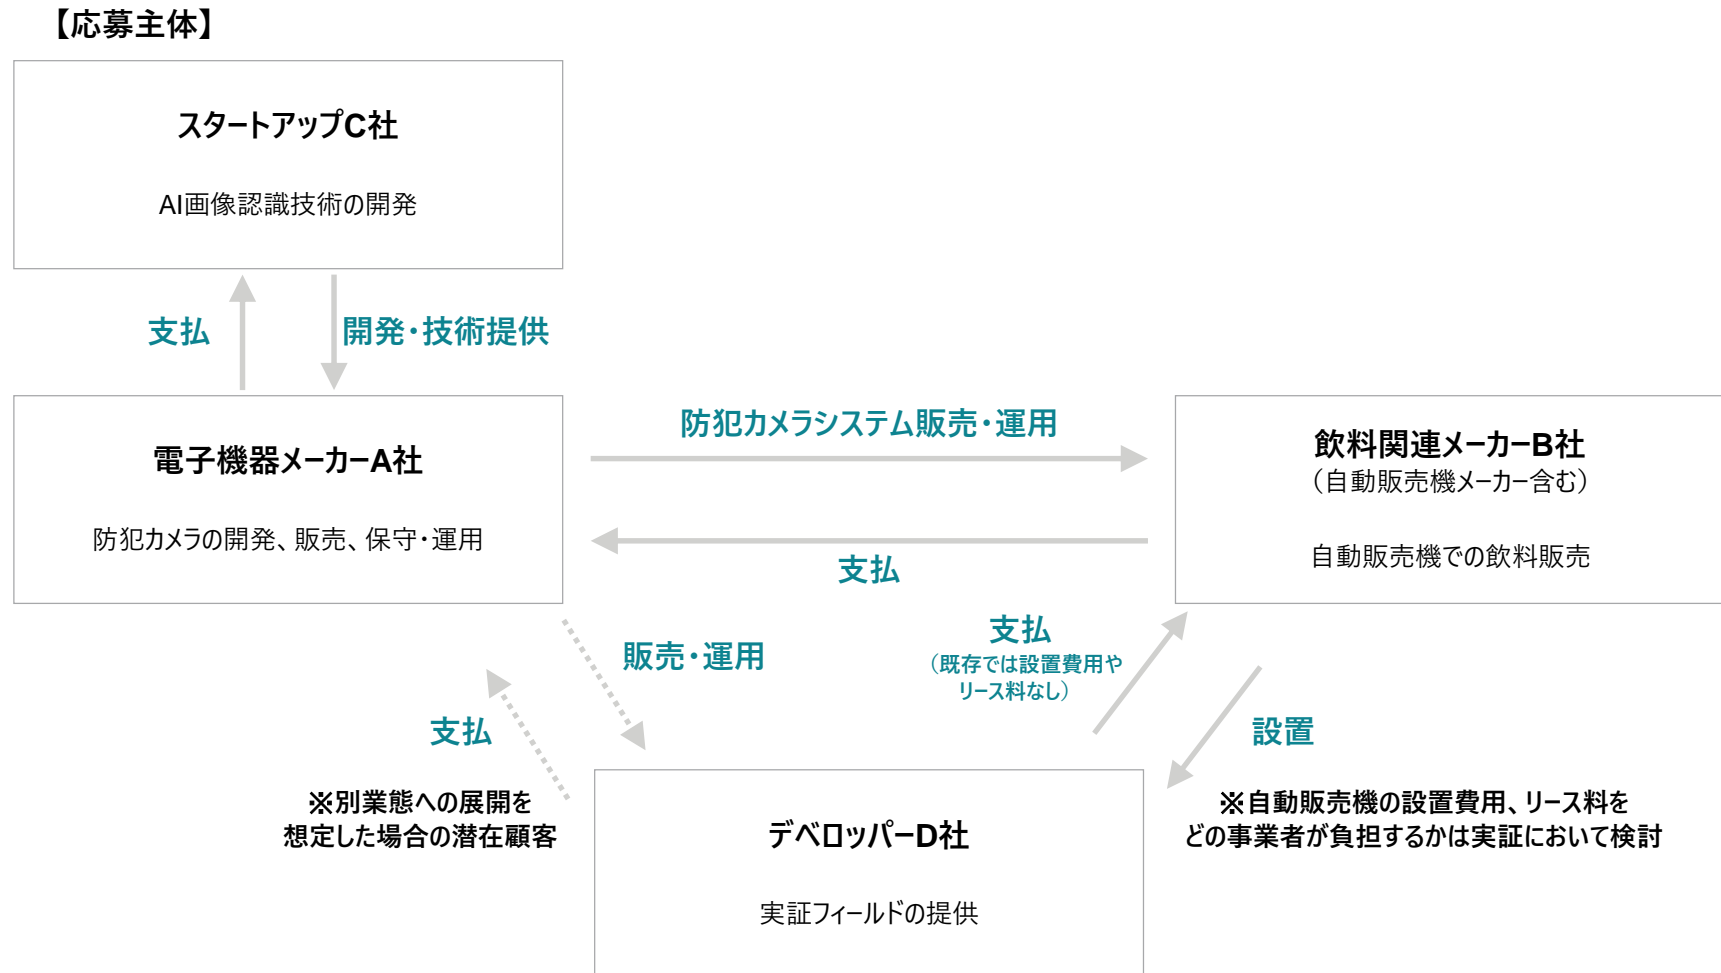 【応募主体】
スタートアップC社
AI画像認識技術の開発
支払
開発・技術提供
電子機器メーカーA社
防犯カメラの開発、販売、保守・運用
防犯カメラシステム販売・運用
支払
飲料関連メーカーB社
（自動販売機メーカー含む）
自動販売機での飲料販売
販売・運用
支払
※別業態への展開を
想定した場合の潜在顧客
支払
（既存では設置費用や
リース料なし）
設置
※自動販売機の設置費用、リース料を
どの事業者が負担するかは実証において検討
デベロッパーD社
実証フィールドの提供